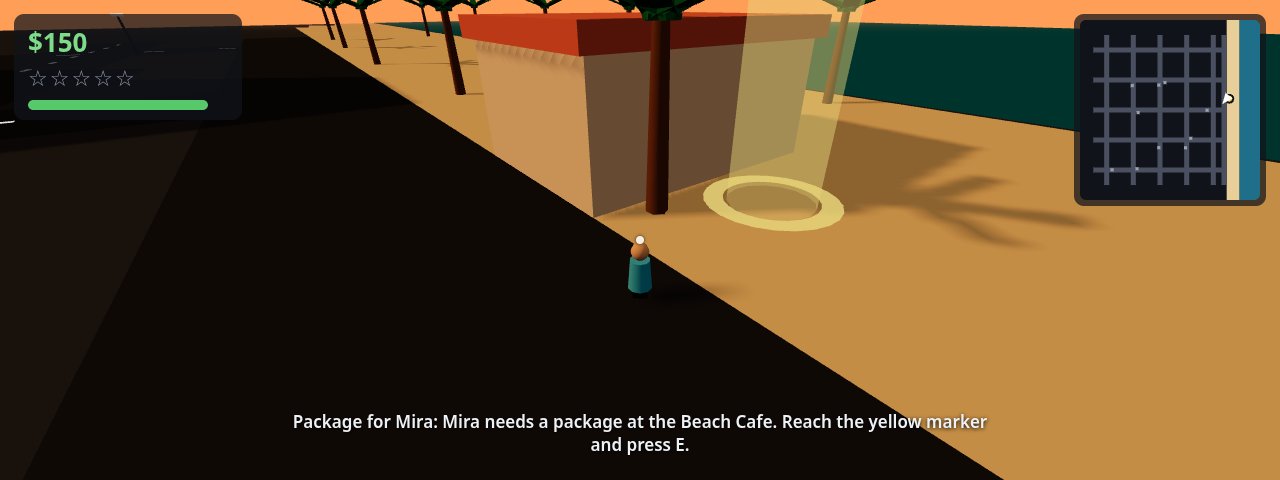 $150
☆☆☆☆☆
Package for Mira: Mira needs a package at the Beach Cafe. Reach the yellow marker
and press E.